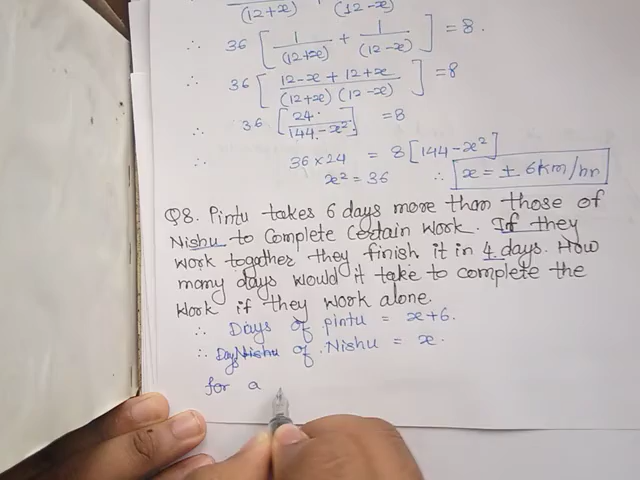 (12+x) (12-x)
∴ 36 [ 1/(12+x) + 1/(12-x) ] = 8.
∴ 36 [ 12-x + 12+x / (12+x) (12-x) ] = 8
∴ 36 [ 24. / 144-x² ] = 8
∴ 36 × 24 = 8 [144-x²]
x² = 36 ∴ x = ± 6km/hr
Q8. Pintu takes 6 days more than those of
Nishu to Complete Certain work. If they
work together they finish it in 4 days. How
many days would it take to complete the
work if they work alone.
∴ Days of pintu = x+6.
∴ Day Nishu of Nishu = x.
for a